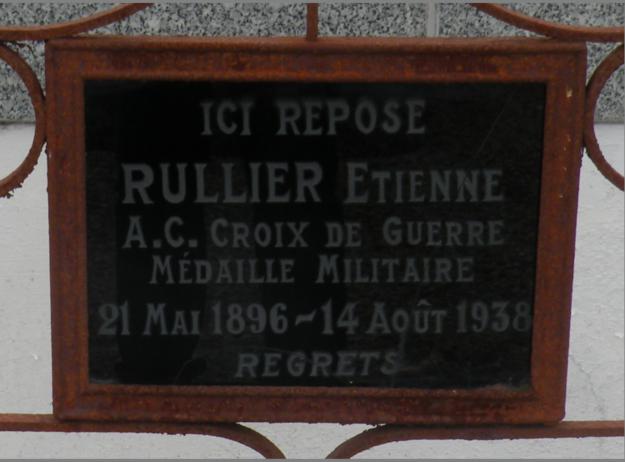 ICI REPOSE
RULLIER ETIENNE
A.C. CROIX DE GUERRE
MÉDAILLE MILITAIRE
21 MAI 1896~14 AOÛT 1938
REGRETS